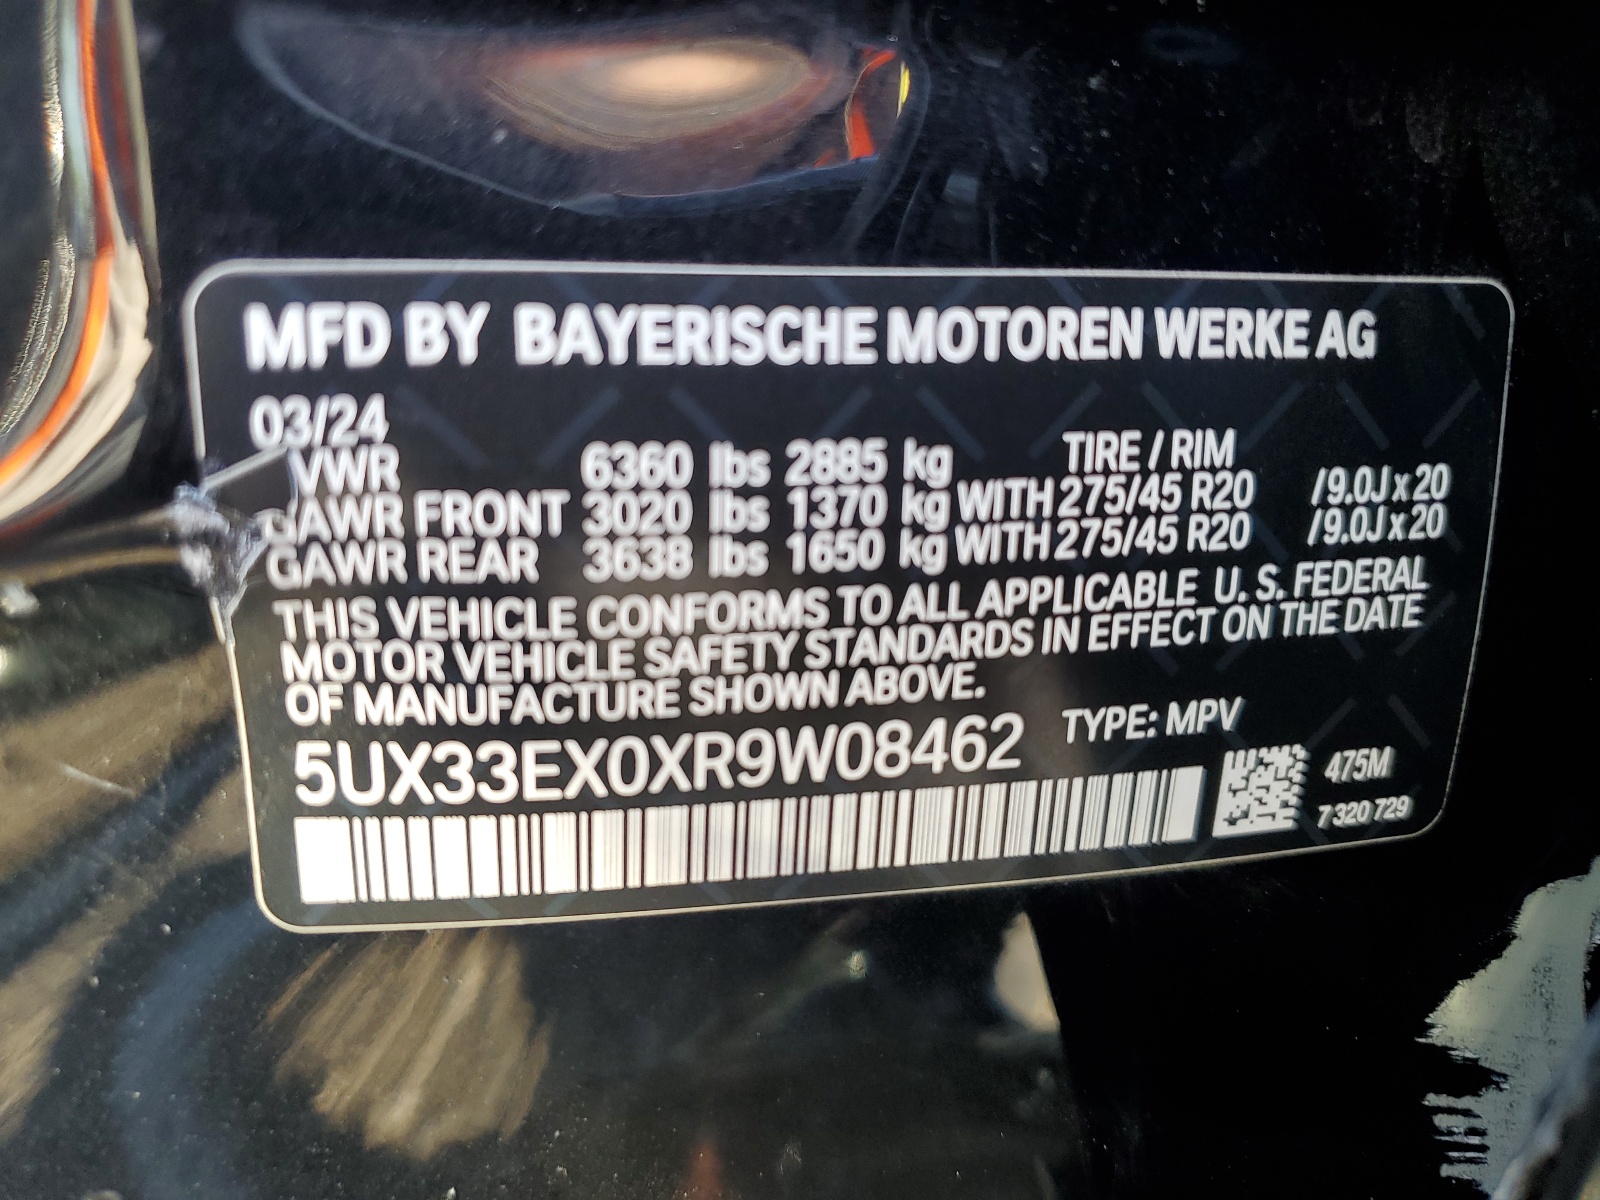 MFD BY BAYERISCHE MOTOREN WERKE AG
03/24
VWR 6360 lbs 2885 kg TIRE / RIM
GAWR FRONT 3020 lbs 1370 kg WITH 275/45 R20 /9.0J x 20
GAWR REAR 3638 lbs 1650 kg WITH 275/45 R20 /9.0J x 20
THIS VEHICLE CONFORMS TO ALL APPLICABLE U. S. FEDERAL
MOTOR VEHICLE SAFETY STANDARDS IN EFFECT ON THE DATE
OF MANUFACTURE SHOWN ABOVE.
5UX33EX0XR9W08462 TYPE: MPV
475M
7 320 729